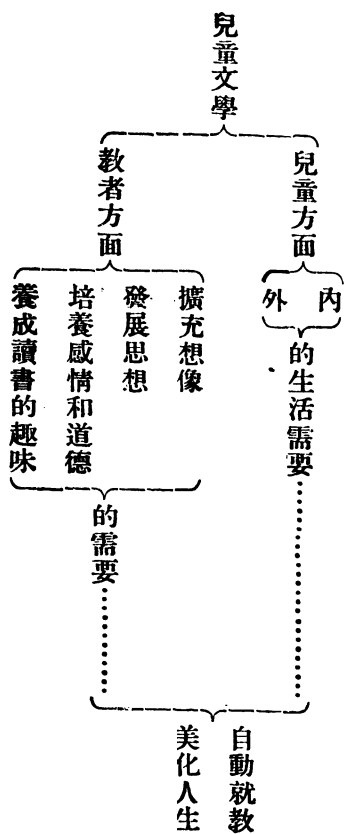 兒童文學
兒童方面
內
外
的生活需要
教者方面
擴充想像
發展思想
培養感情和道德
養成讀書的趣味
的需要
自動就教
美化人生